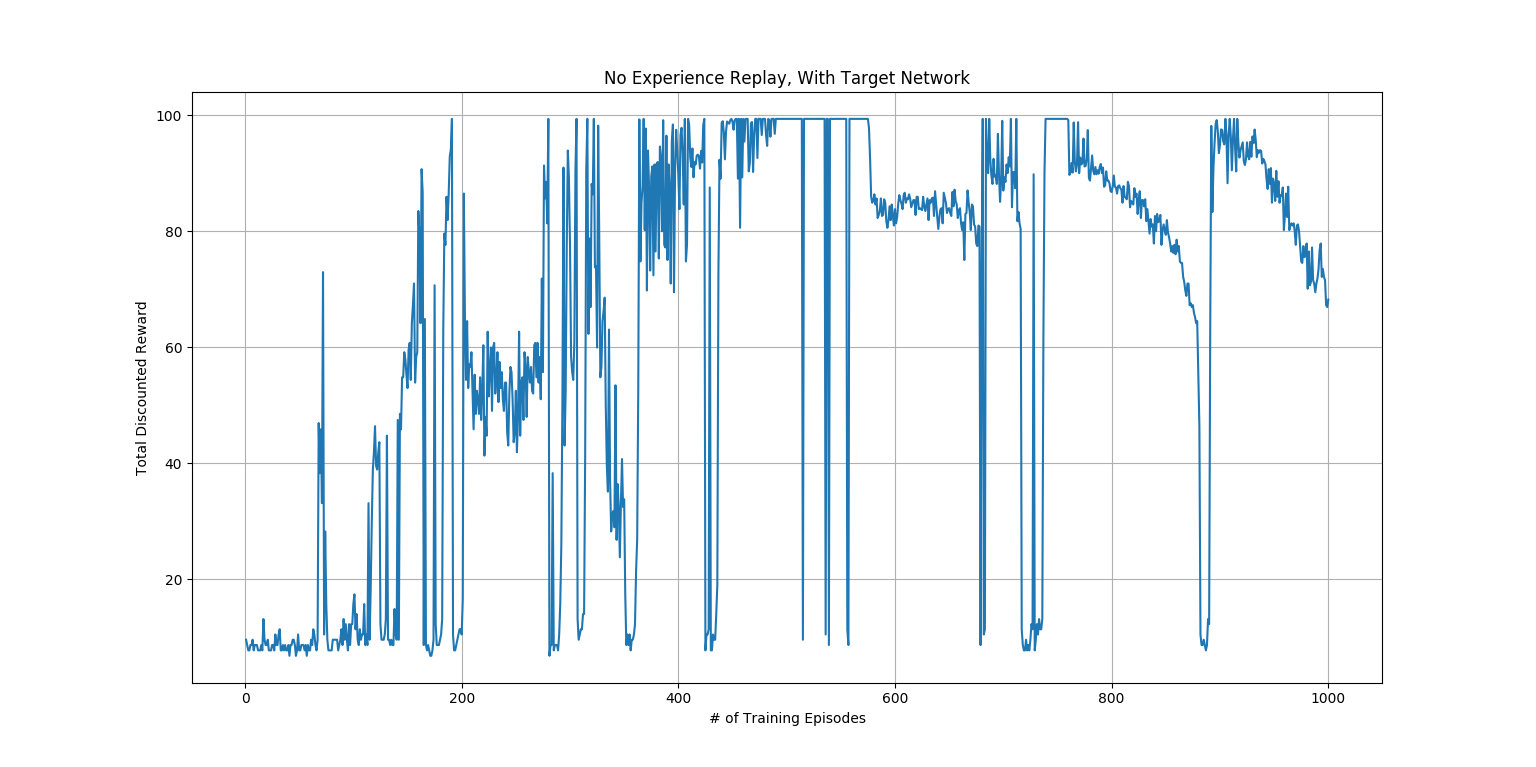 No Experience Replay, With Target Network
100
80
60
40
20
Total Discounted Reward
0 200 400 600 800 1000
# of Training Episodes